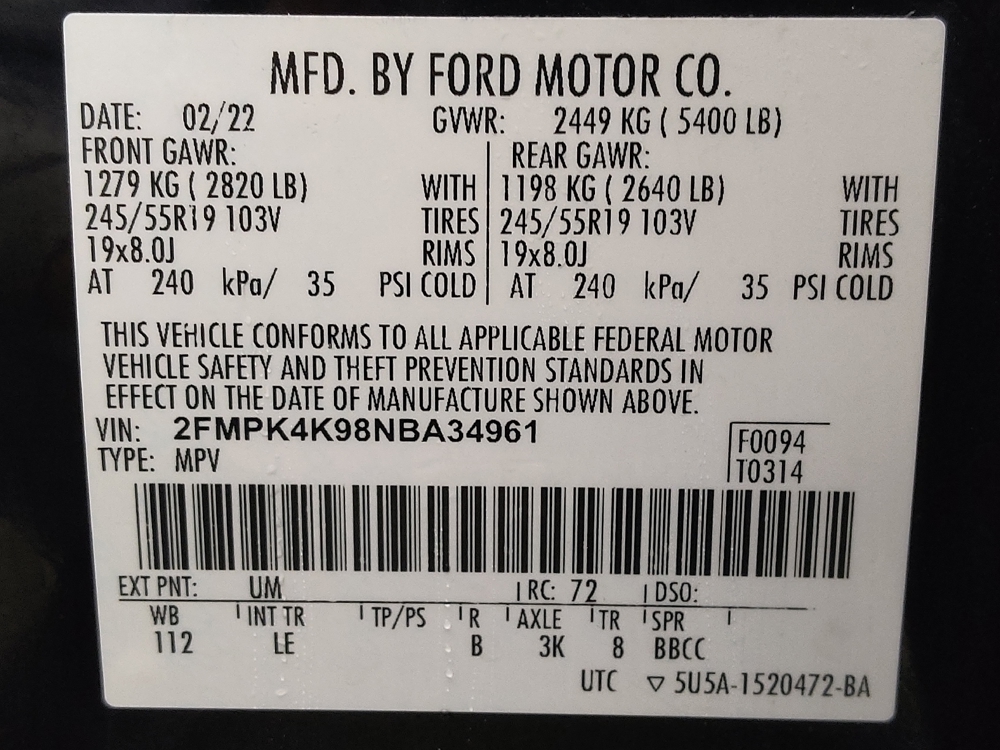 MFD. BY FORD MOTOR CO.
DATE: 02/22 GVWR: 2449 KG ( 5400 LB)
FRONT GAWR: REAR GAWR:
1279 KG ( 2820 LB) WITH 1198 KG ( 2640 LB) WITH
245/55R19 103V TIRES 245/55R19 103V TIRES
19x8.0J RIMS 19x8.0J RIMS
AT 240 kPa/ 35 PSI COLD AT 240 kPa/ 35 PSI COLD
THIS VEHICLE CONFORMS TO ALL APPLICABLE FEDERAL MOTOR
VEHICLE SAFETY AND THEFT PREVENTION STANDARDS IN
EFFECT ON THE DATE OF MANUFACTURE SHOWN ABOVE.
VIN: 2FMPK4K98NBA34961 F0094
TYPE: MPV T0314
EXT PNT: UM RC: 72 DSO:
WB INT TR TP/PS R AXLE TR SPR
112 LE B 3K 8 BBCC
UTC ▽ 5U5A-1520472-BA